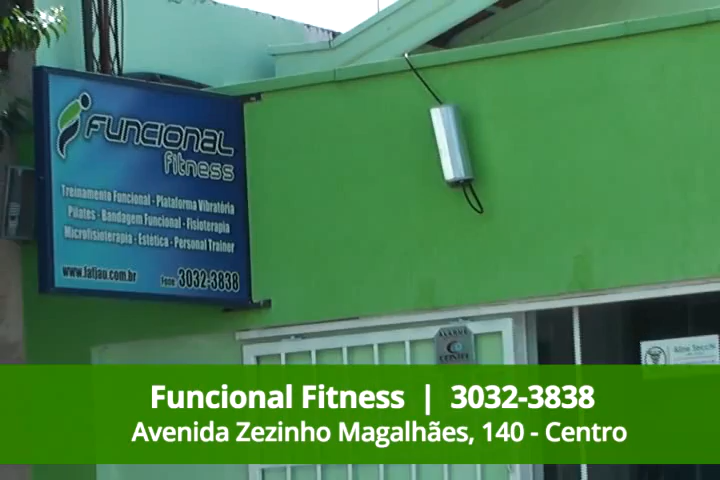 FUNCIONAL
fitness
Treinamento Funcional - Plataforma Vibratória
Pilates - Bandagem Funcional - Fisioterapia
Microfisioterapia - Estética - Personal Trainer
www.fafjau.com.br Fone: 3032-3838
ALARME
Funcional Fitness | 3032-3838
Avenida Zezinho Magalhães, 140 - Centro